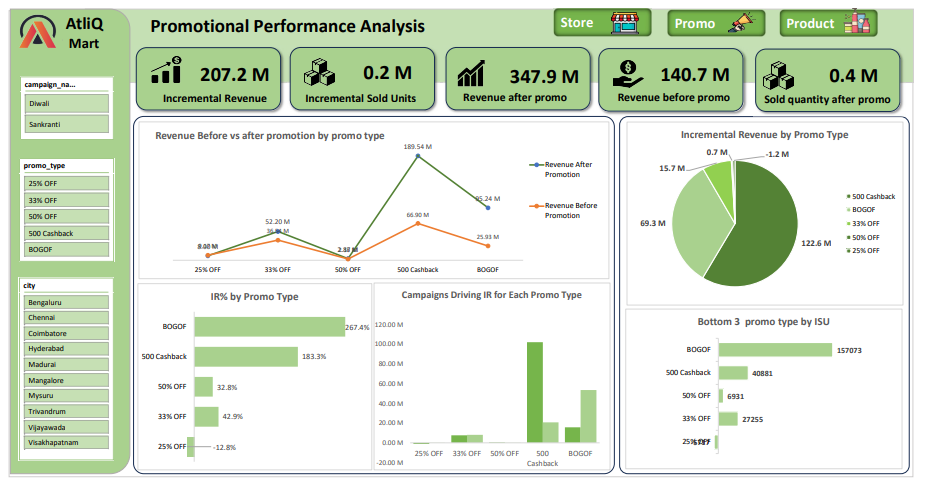 AtliQ
Mart
Promotional Performance Analysis
Store
Promo
Product
campaign_na...
Diwali
Sankranti
promo_type
25% OFF
33% OFF
50% OFF
500 Cashback
BOGOF
city
Bengaluru
Chennai
Coimbatore
Hyderabad
Madurai
Mangalore
Mysuru
Trivandrum
Vijayawada
Visakhapatnam
207.2 M
Incremental Revenue
0.2 M
Incremental Sold Units
347.9 M
Revenue after promo
140.7 M
Revenue before promo
0.4 M
Sold quantity after promo
Revenue Before vs after promotion by promo type
189.54 M
52.20 M
66.90 M
95.24 M
25.93 M
25% OFF
33% OFF
50% OFF
500 Cashback
BOGOF
Revenue After
Promotion
Revenue Before
Promotion
Incremental Revenue by Promo Type
0.7 M
-1.2 M
15.7 M
69.3 M
122.6 M
500 Cashback
BOGOF
33% OFF
50% OFF
25% OFF
IR% by Promo Type
BOGOF
267.4%
500 Cashback
183.3%
50% OFF
32.8%
33% OFF
42.9%
25% OFF
-12.8%
Campaigns Driving IR for Each Promo Type
120.00 M
100.00 M
80.00 M
60.00 M
40.00 M
20.00 M
0.00 M
-20.00 M
25% OFF
33% OFF
50% OFF
500
Cashback
BOGOF
Bottom 3 promo type by ISU
BOGOF
157073
500 Cashback
40881
50% OFF
6931
33% OFF
27255
25% OFF